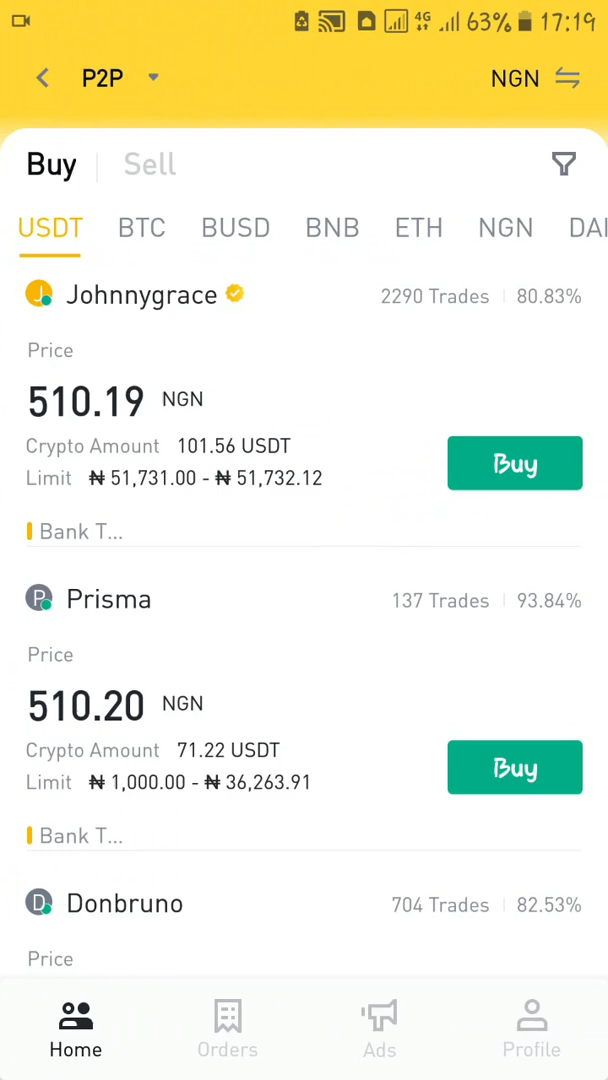 4G 63% 17:19
P2P NGN
Buy Sell
USDT BTC BUSD BNB ETH NGN DAI
J Johnnygrace 2290 Trades 80.83%
Price
510.19 NGN
Crypto Amount 101.56 USDT
Limit ₦ 51,731.00 - ₦ 51,732.12
Buy
Bank T...
P Prisma 137 Trades 93.84%
Price
510.20 NGN
Crypto Amount 71.22 USDT
Limit ₦ 1,000.00 - ₦ 36,263.91
Buy
Bank T...
D Donbruno 704 Trades 82.53%
Price
Home Orders Ads Profile